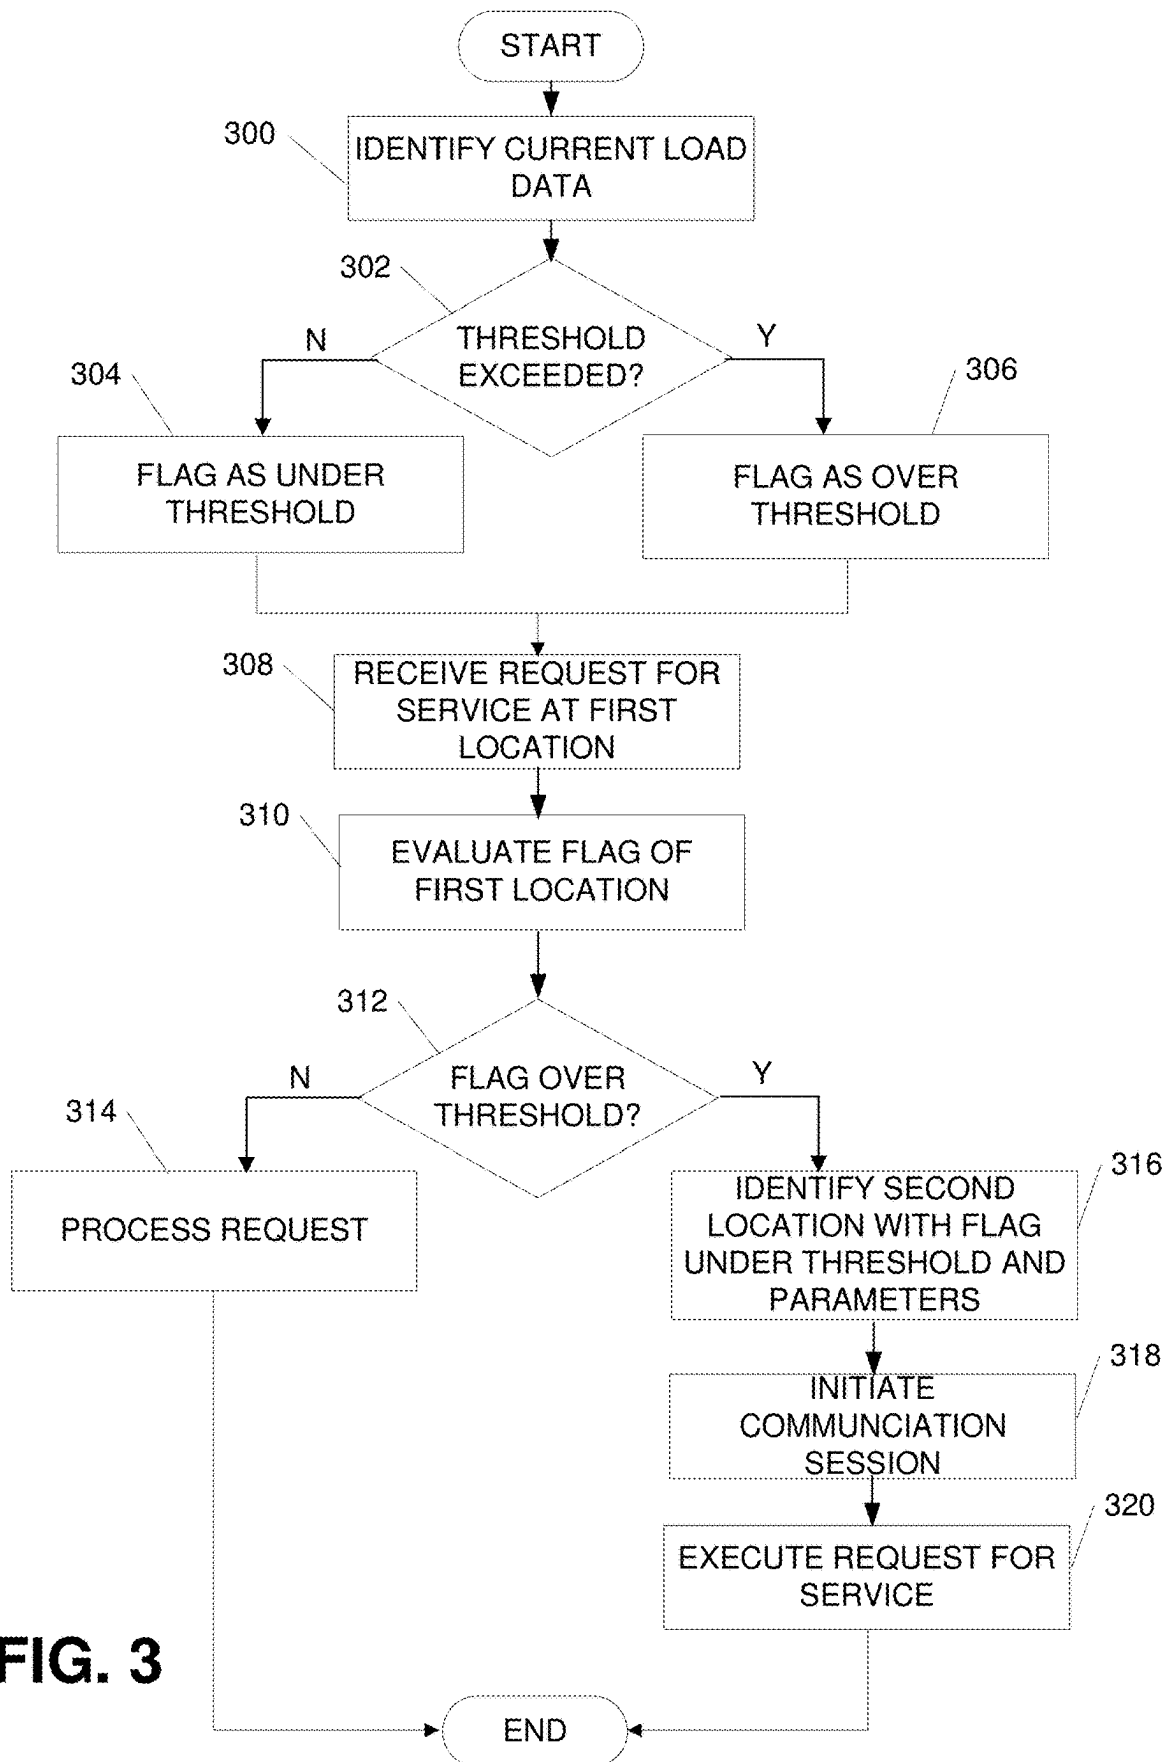 START
300
IDENTIFY CURRENT LOAD
DATA
302
THRESHOLD
EXCEEDED?
N
Y
304
306
FLAG AS UNDER
THRESHOLD
FLAG AS OVER
THRESHOLD
308
RECEIVE REQUEST FOR
SERVICE AT FIRST
LOCATION
310
EVALUATE FLAG OF
FIRST LOCATION
312
FLAG OVER
THRESHOLD?
N
Y
314
PROCESS REQUEST
316
IDENTIFY SECOND
LOCATION WITH FLAG
UNDER THRESHOLD AND
PARAMETERS
318
INITIATE
COMMUNCIATION
SESSION
320
EXECUTE REQUEST FOR
SERVICE
FIG. 3
END